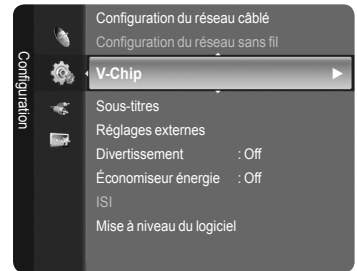 Configuration
Configuration du réseau câblé
Configuration du réseau sans fil
V-Chip
Sous-titres
Réglages externes
Divertissement : Off
Économiseur énergie : Off
ISI
Mise à niveau du logiciel